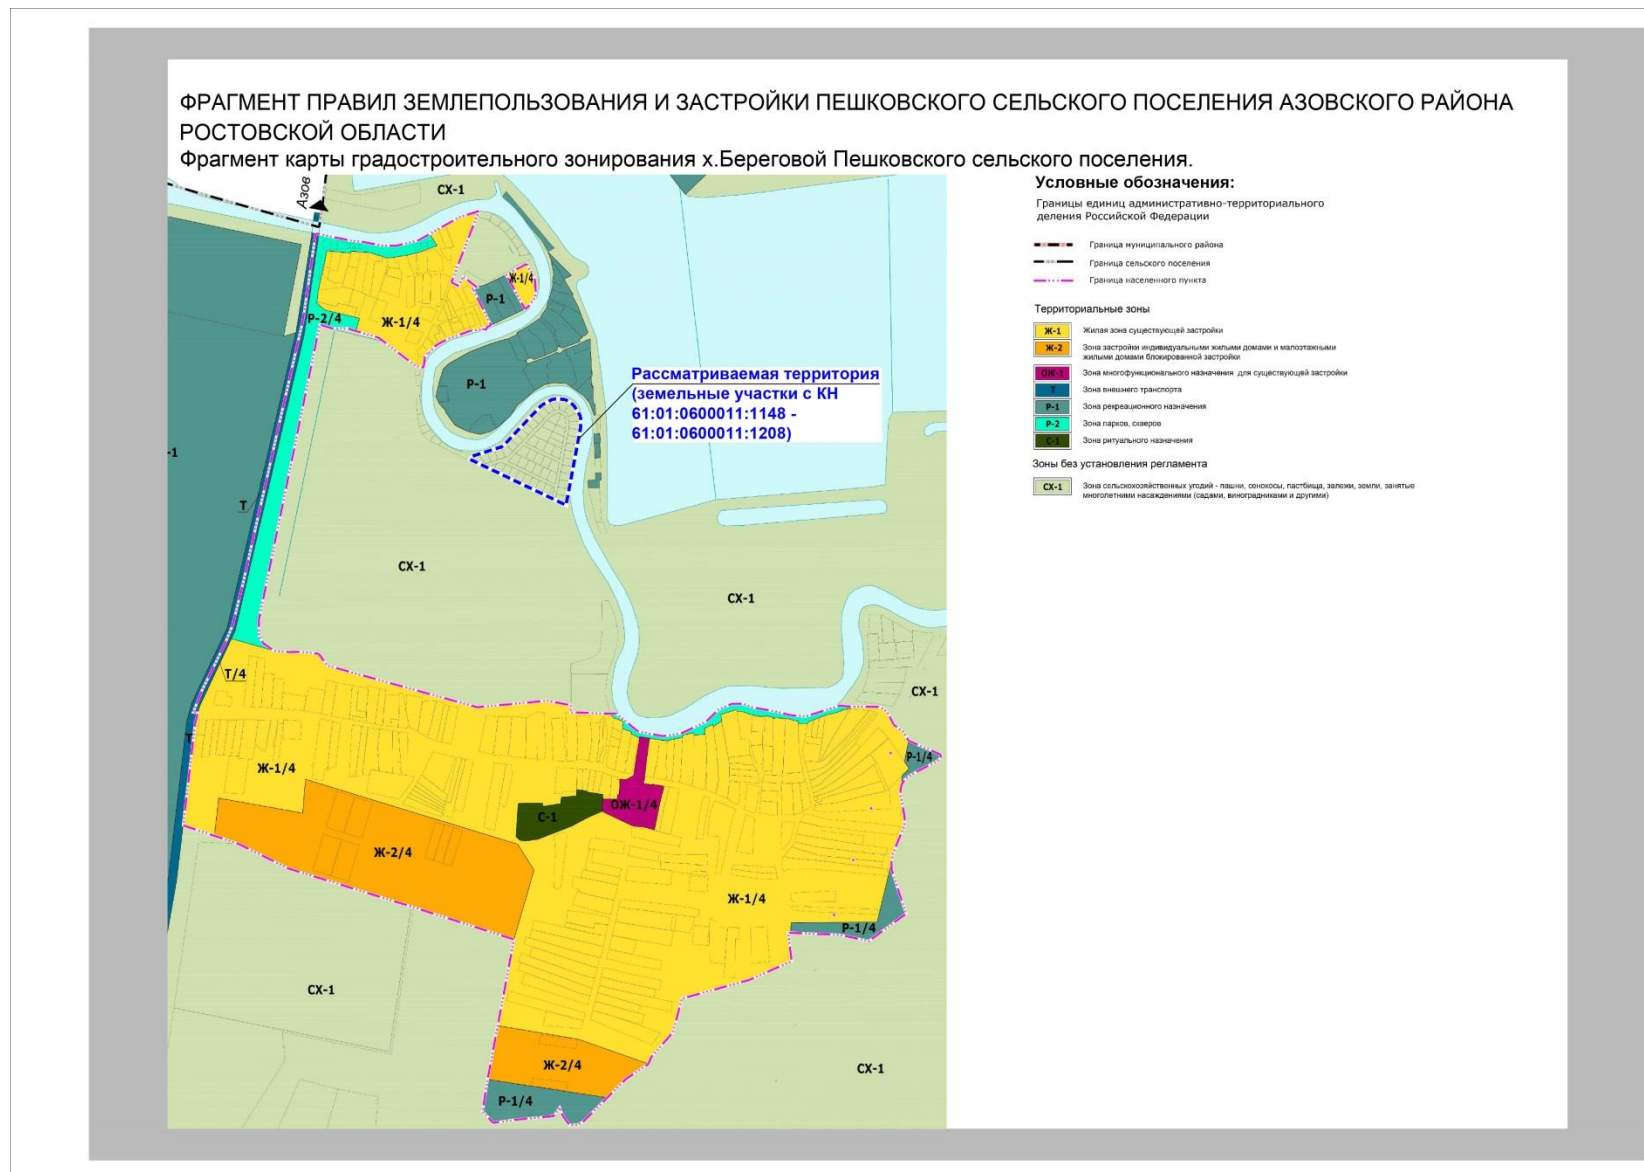 ФРАГМЕНТ ПРАВИЛ ЗЕМЛЕПОЛЬЗОВАНИЯ И ЗАСТРОЙКИ ПЕШКОВСКОГО СЕЛЬСКОГО ПОСЕЛЕНИЯ АЗОВСКОГО РАЙОНА
РОСТОВСКОЙ ОБЛАСТИ
Фрагмент карты градостроительного зонирования х.Береговой Пешковского сельского поселения.
Азов
СХ-1
Ж-1/4
Р-1
Р-2/4
Ж-1/4
Р-1
Рассматриваемая территория
(земельные участки с КН
61:01:0600011:1148 -
61:01:0600011:1208)
-1
Т
СХ-1
СХ-1
Т/4
СХ-1
Т
Ж-1/4
Р-1/4
ОЖ-1/4
С-1
Ж-2/4
Ж-1/4
Р-1/4
СХ-1
Ж-2/4
СХ-1
Р-1/4
Условные обозначения:
Границы единиц административно-территориального
деления Российской Федерации
Граница муниципального района
Граница сельского поселения
Граница населенного пункта
Территориальные зоны
Ж-1 Жилая зона существующей застройки
Ж-2 Зона застройки индивидуальными жилыми домами и малоэтажными
жилыми домами блокированной застройки
ОЖ-1 Зона многофункционального назначения для существующей застройки
Т Зона внешнего транспорта
Р-1 Зона рекреационного назначения
Р-2 Зона парков, скверов
С-1 Зона ритуального назначения
Зоны без установления регламента
СХ-1 Зона сельскохозяйственных угодий - пашни, сенокосы, пастбища, залежи, земли, занятые
многолетними насаждениями (садами, виноградниками и другими)